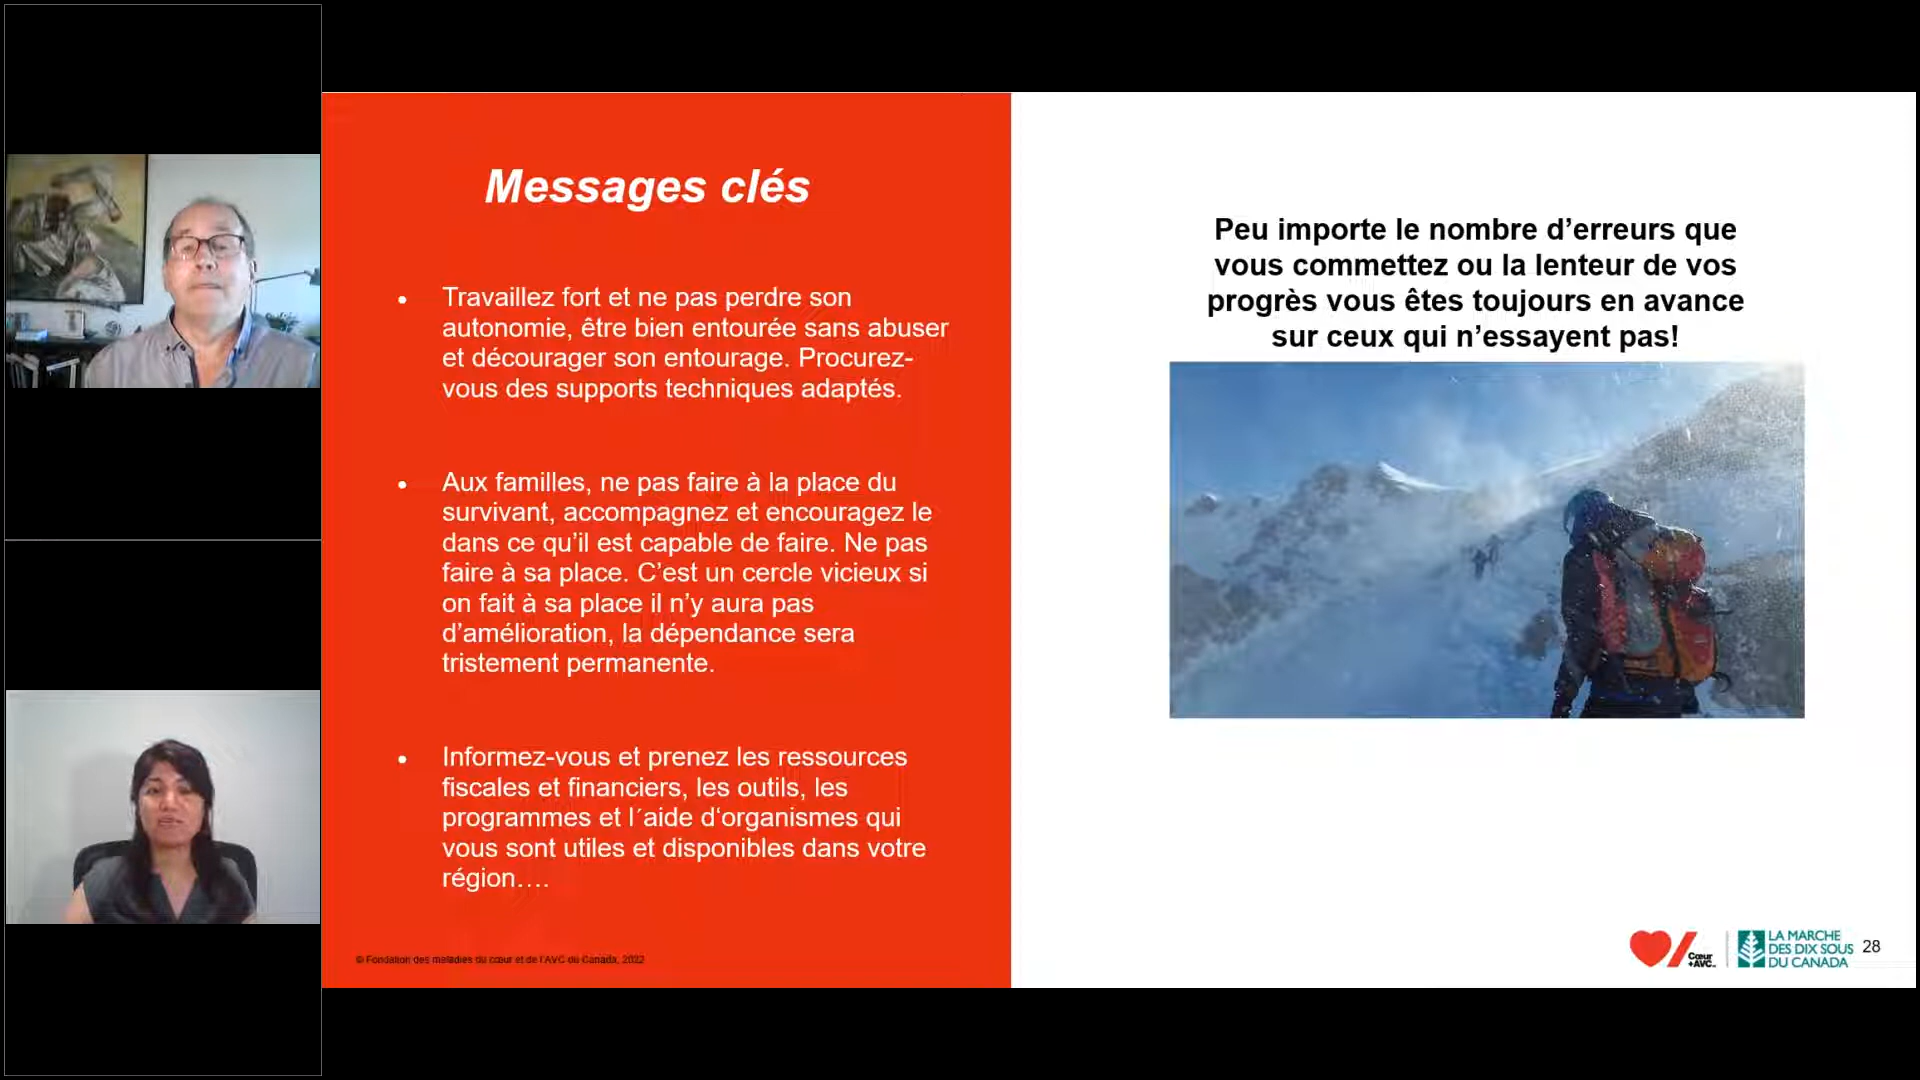 Messages clés
• Travaillez fort et ne pas perdre son
autonomie, être bien entourée sans abuser
et décourager son entourage. Procurez-
vous des supports techniques adaptés.
• Aux familles, ne pas faire à la place du
survivant, accompagnez et encouragez le
dans ce qu’il est capable de faire. Ne pas
faire à sa place. C’est un cercle vicieux si
on fait à sa place il n’y aura pas
d’amélioration, la dépendance sera
tristement permanente.
• Informez-vous et prenez les ressources
fiscales et financiers, les outils, les
programmes et l´aide d‘organismes qui
vous sont utiles et disponibles dans votre
région….
© Fondation des maladies du cœur et de l’AVC du Canada, 2022
Peu importe le nombre d’erreurs que
vous commettez ou la lenteur de vos
progrès vous êtes toujours en avance
sur ceux qui n’essayent pas!
Cœur
+AVC
LA MARCHE
DES DIX SOUS
DU CANADA
28